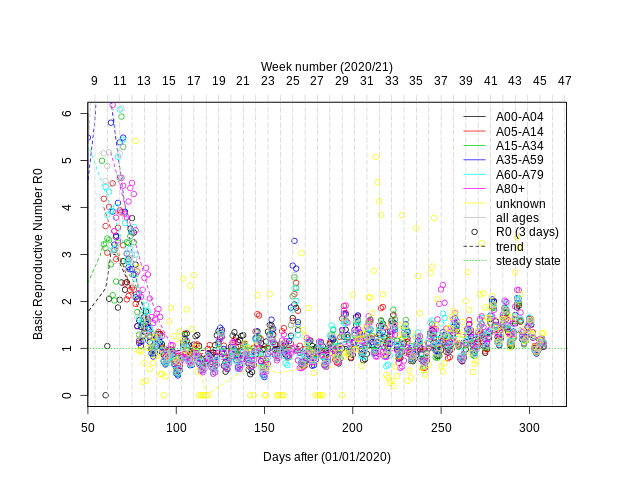 Week number (2020/21)
9 11 13 15 17 19 21 23 25 27 29 31 33 35 37 39 41 43 45 47
Basic Reproductive Number R0
6
5
4
3
2
1
0
A00-A04
A05-A14
A15-A34
A35-A59
A60-A79
A80+
unknown
all ages
R0 (3 days)
trend
steady state
50 100 150 200 250 300
Days after (01/01/2020)